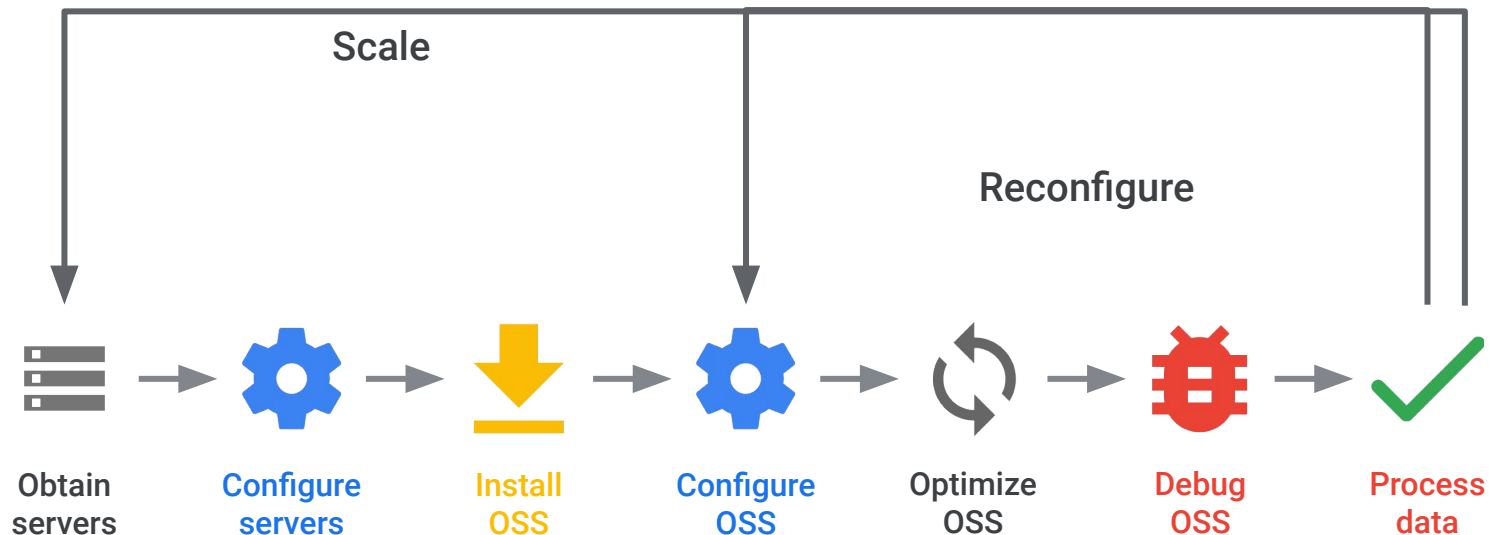 Scale
Reconfigure
Obtain
servers
Configure
servers
Install
OSS
Configure
OSS
Optimize
OSS
Debug
OSS
Process
data